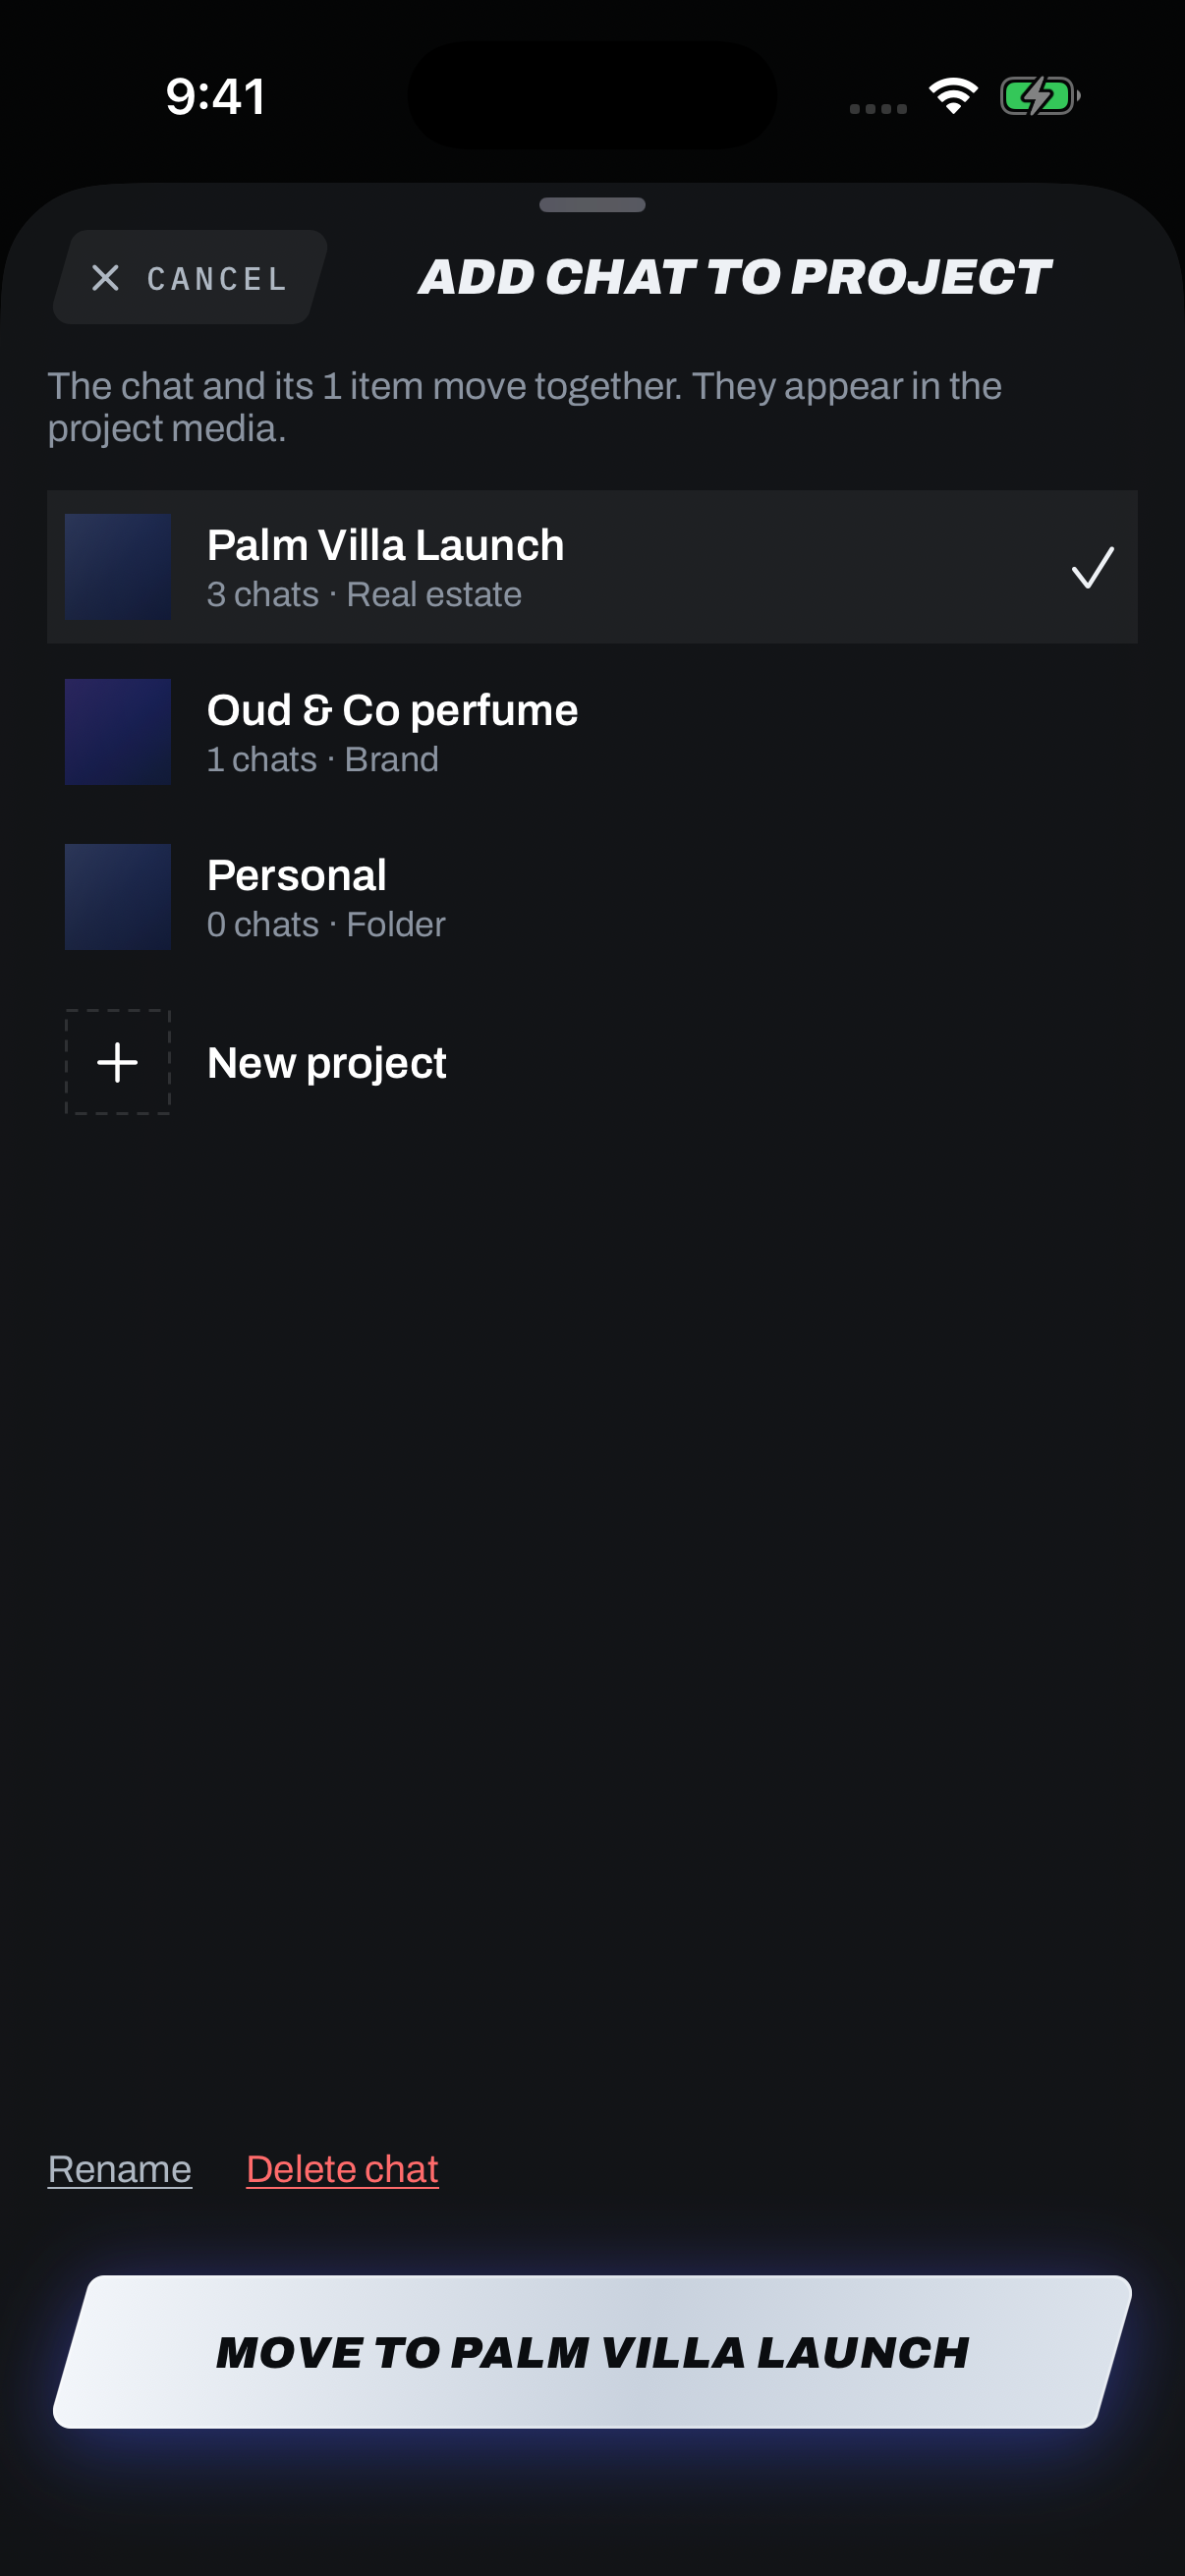 9:41
CANCEL
ADD CHAT TO PROJECT
The chat and its 1 item move together. They appear in the
project media.
Palm Villa Launch
3 chats · Real estate
Oud & Co perfume
1 chats · Brand
Personal
0 chats · Folder
New project
Rename
Delete chat
MOVE TO PALM VILLA LAUNCH